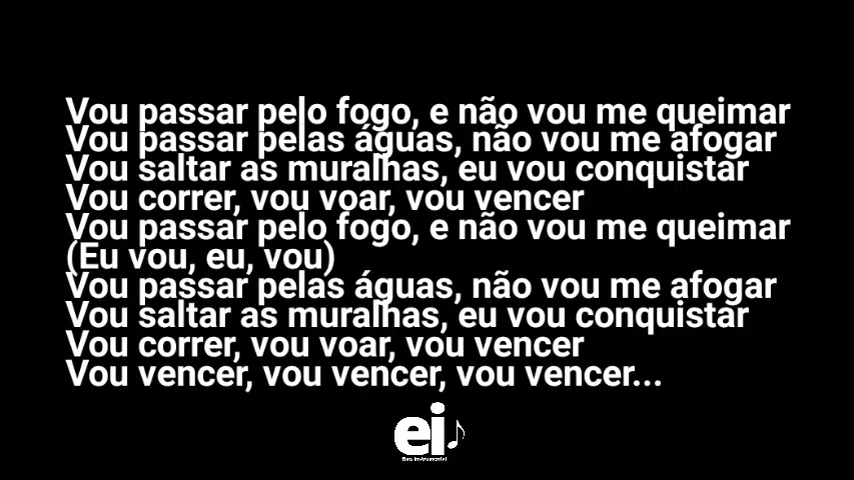 Vou passar pelo fogo, e não vou me queimar
Vou passar pelas águas, não vou me afogar
Vou saltar as muralhas, eu vou conquistar
Vou correr, vou voar, vou vencer
Vou passar pelo fogo, e não vou me queimar
(Eu vou, eu, vou)
Vou passar pelas águas, não vou me afogar
Vou saltar as muralhas, eu vou conquistar
Vou correr, vou voar, vou vencer
Vou vencer, vou vencer, vou vencer...
ei